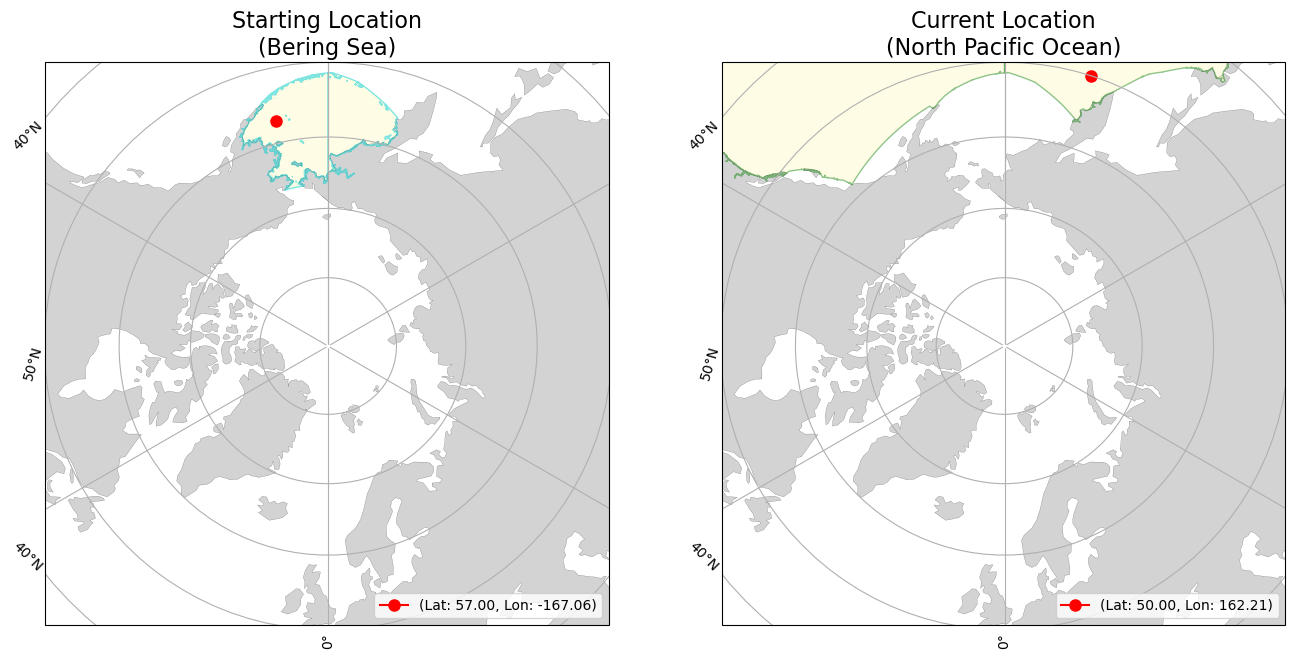 Starting Location
(Bering Sea)
40°N
50°N
40°N
0°
(Lat: 57.00, Lon: -167.06)
Current Location
(North Pacific Ocean)
40°N
50°N
40°N
0°
(Lat: 50.00, Lon: 162.21)